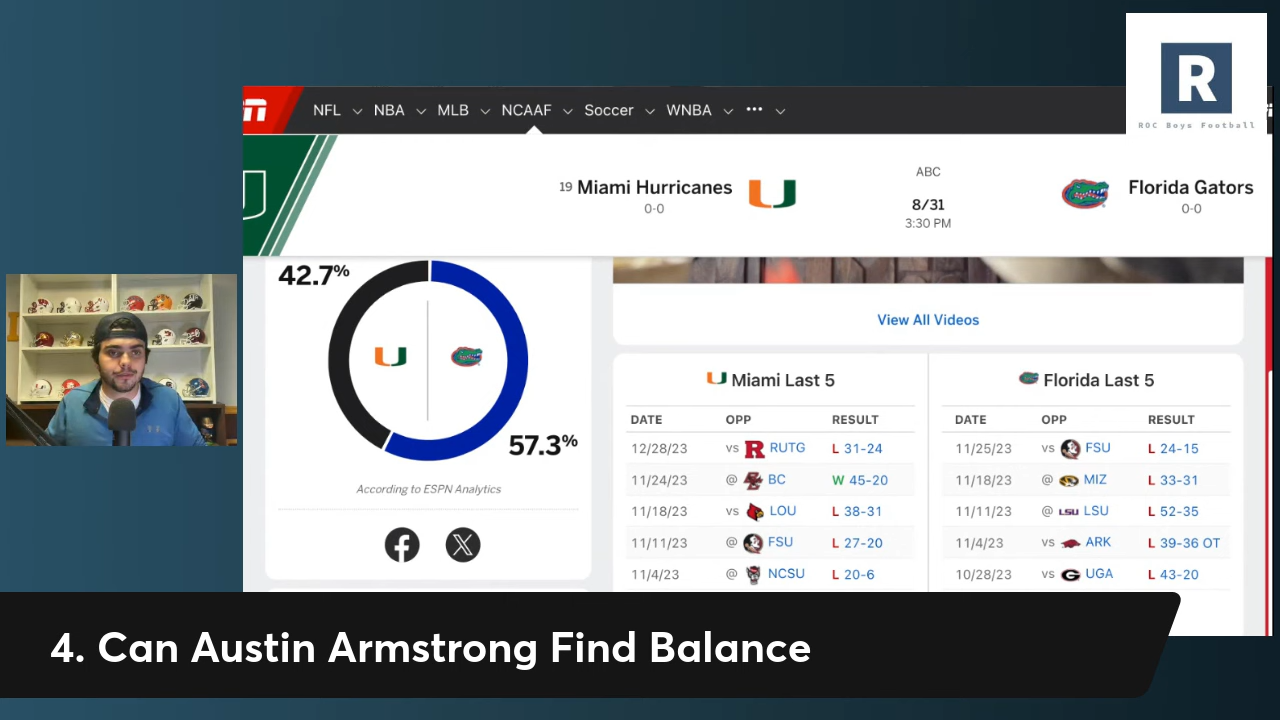 R
ROC Boys Football
NFL NBA MLB NCAAF Soccer WNBA •••
19 Miami Hurricanes
0-0
ABC
8/31
3:30 PM
Florida Gators
0-0
42.7%
57.3%
According to ESPN Analytics
View All Videos
Miami Last 5
DATE OPP RESULT
12/28/23 vs RUTG L 31-24
11/24/23 @ BC W 45-20
11/18/23 vs LOU L 38-31
11/11/23 @ FSU L 27-20
11/4/23 @ NCSU L 20-6
Florida Last 5
DATE OPP RESULT
11/25/23 vs FSU L 24-15
11/18/23 @ MIZ L 33-31
11/11/23 @ LSU LSU L 52-35
11/4/23 vs ARK L 39-36 OT
10/28/23 vs UGA L 43-20
4. Can Austin Armstrong Find Balance